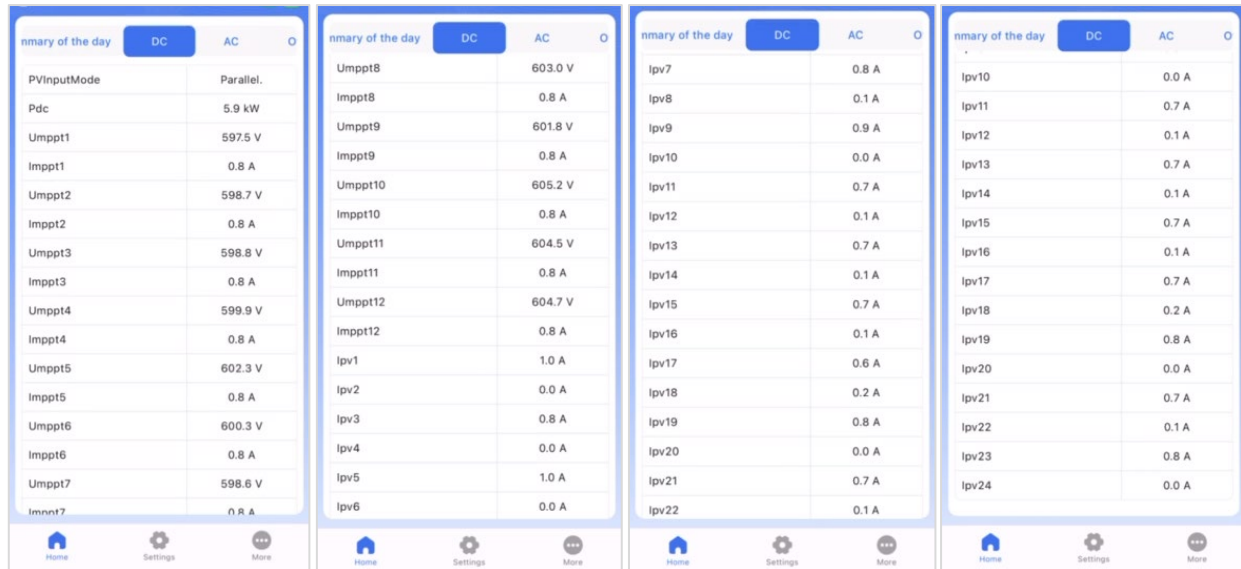 nmary of the day DC AC O
PVInputMode Parallel.
Pdc 5.9 kW
Umppt1 597.5 V
Imppt1 0.8 A
Umppt2 598.7 V
Imppt2 0.8 A
Umppt3 598.8 V
Imppt3 0.8 A
Umppt4 599.9 V
Imppt4 0.8 A
Umppt5 602.3 V
Imppt5 0.8 A
Umppt6 600.3 V
Imppt6 0.8 A
Umppt7 598.6 V
Imppt7 0.8 A
Home Settings More
nmary of the day DC AC O
Umppt8 603.0 V
Imppt8 0.8 A
Umppt9 601.8 V
Imppt9 0.8 A
Umppt10 605.2 V
Imppt10 0.8 A
Umppt11 604.5 V
Imppt11 0.8 A
Umppt12 604.7 V
Imppt12 0.8 A
Ipv1 1.0 A
Ipv2 0.0 A
Ipv3 0.8 A
Ipv4 0.0 A
Ipv5 1.0 A
Ipv6 0.0 A
Home Settings More
nmary of the day DC AC O
Ipv7 0.8 A
Ipv8 0.1 A
Ipv9 0.9 A
Ipv10 0.0 A
Ipv11 0.7 A
Ipv12 0.1 A
Ipv13 0.7 A
Ipv14 0.1 A
Ipv15 0.7 A
Ipv16 0.1 A
Ipv17 0.6 A
Ipv18 0.2 A
Ipv19 0.8 A
Ipv20 0.0 A
Ipv21 0.7 A
Ipv22 0.1 A
Home Settings More
nmary of the day DC AC O
Ipv10 0.0 A
Ipv11 0.7 A
Ipv12 0.1 A
Ipv13 0.7 A
Ipv14 0.1 A
Ipv15 0.7 A
Ipv16 0.1 A
Ipv17 0.7 A
Ipv18 0.2 A
Ipv19 0.8 A
Ipv20 0.0 A
Ipv21 0.7 A
Ipv22 0.1 A
Ipv23 0.8 A
Ipv24 0.0 A
Home Settings More